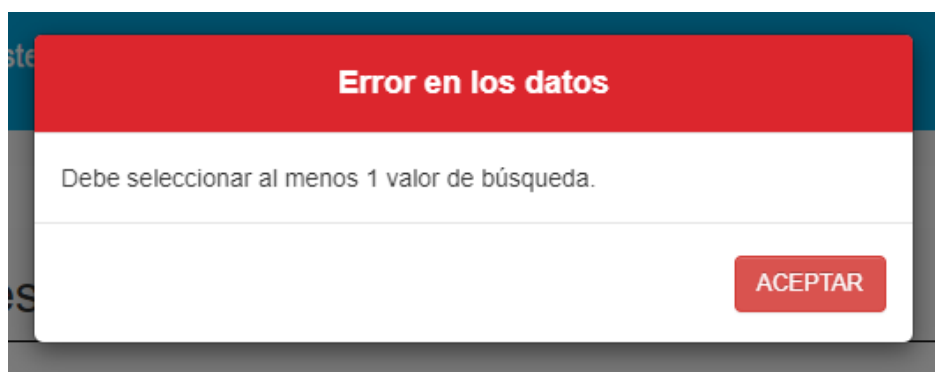 Error en los datos
Debe seleccionar al menos 1 valor de búsqueda.
ACEPTAR